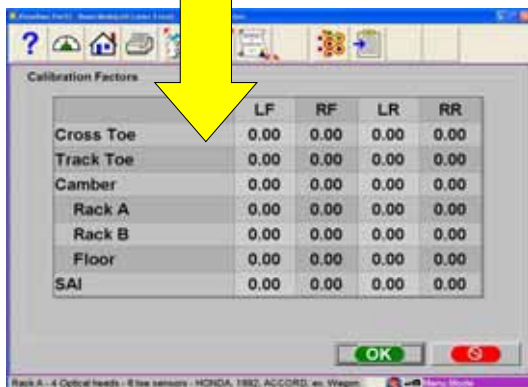 Calibration Factors
LF RF LR RR
Cross Toe 0.00 0.00 0.00 0.00
Track Toe 0.00 0.00 0.00 0.00
Camber 0.00 0.00 0.00 0.00
Rack A 0.00 0.00 0.00 0.00
Rack B 0.00 0.00 0.00 0.00
Floor 0.00 0.00 0.00 0.00
SAI 0.00 0.00 0.00 0.00
OK
Rack A - 4 Optical heads - 8 toe sensors - HONDA, 1992, ACCORD, ex. Wagon